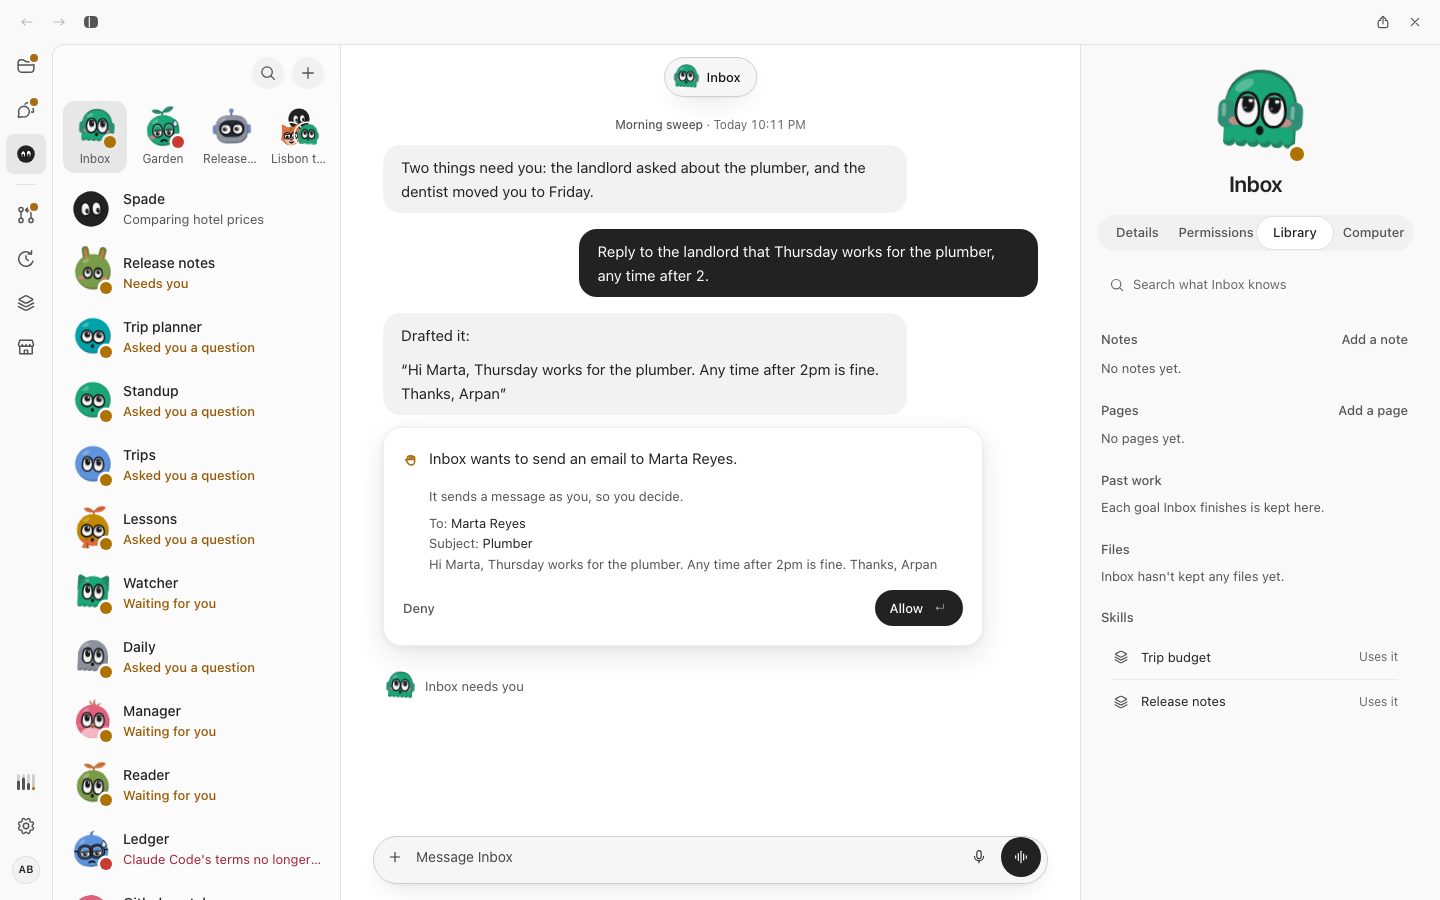 Inbox
Garden
Release...
Lisbon t...
Spade
Comparing hotel prices
Release notes
Needs you
Trip planner
Asked you a question
Standup
Asked you a question
Trips
Asked you a question
Lessons
Asked you a question
Watcher
Waiting for you
Daily
Asked you a question
Manager
Waiting for you
Reader
Waiting for you
Ledger
Claude Code's terms no longer...
AB
Inbox
Morning sweep · Today 10:11 PM
Two things need you: the landlord asked about the plumber, and the
dentist moved you to Friday.
Reply to the landlord that Thursday works for the plumber,
any time after 2.
Drafted it:
“Hi Marta, Thursday works for the plumber. Any time after 2pm is fine.
Thanks, Arpan”
Inbox wants to send an email to Marta Reyes.
It sends a message as you, so you decide.
To: Marta Reyes
Subject: Plumber
Hi Marta, Thursday works for the plumber. Any time after 2pm is fine. Thanks, Arpan
Deny
Allow
Inbox needs you
Message Inbox
Inbox
Details
Permissions
Library
Computer
Search what Inbox knows
Notes
Add a note
No notes yet.
Pages
Add a page
No pages yet.
Past work
Each goal Inbox finishes is kept here.
Files
Inbox hasn't kept any files yet.
Skills
Trip budget
Uses it
Release notes
Uses it